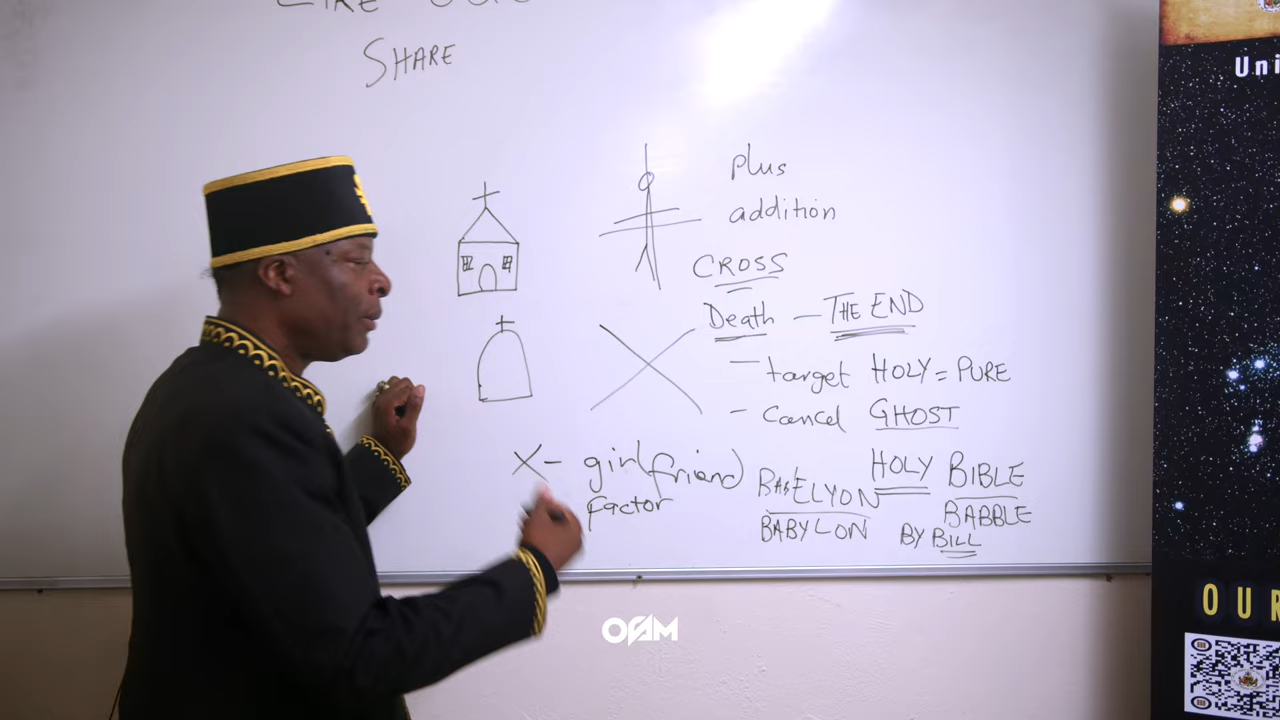 SHARE
plus
addition
CROSS
Death – THE END
– target HOLY = PURE
– Cancel GHOST
X – girlfriend
factor
HOLY BIBLE
BABELYON
BABBLE
BABYLON
BY BILL
OFAM
Uni
OUR